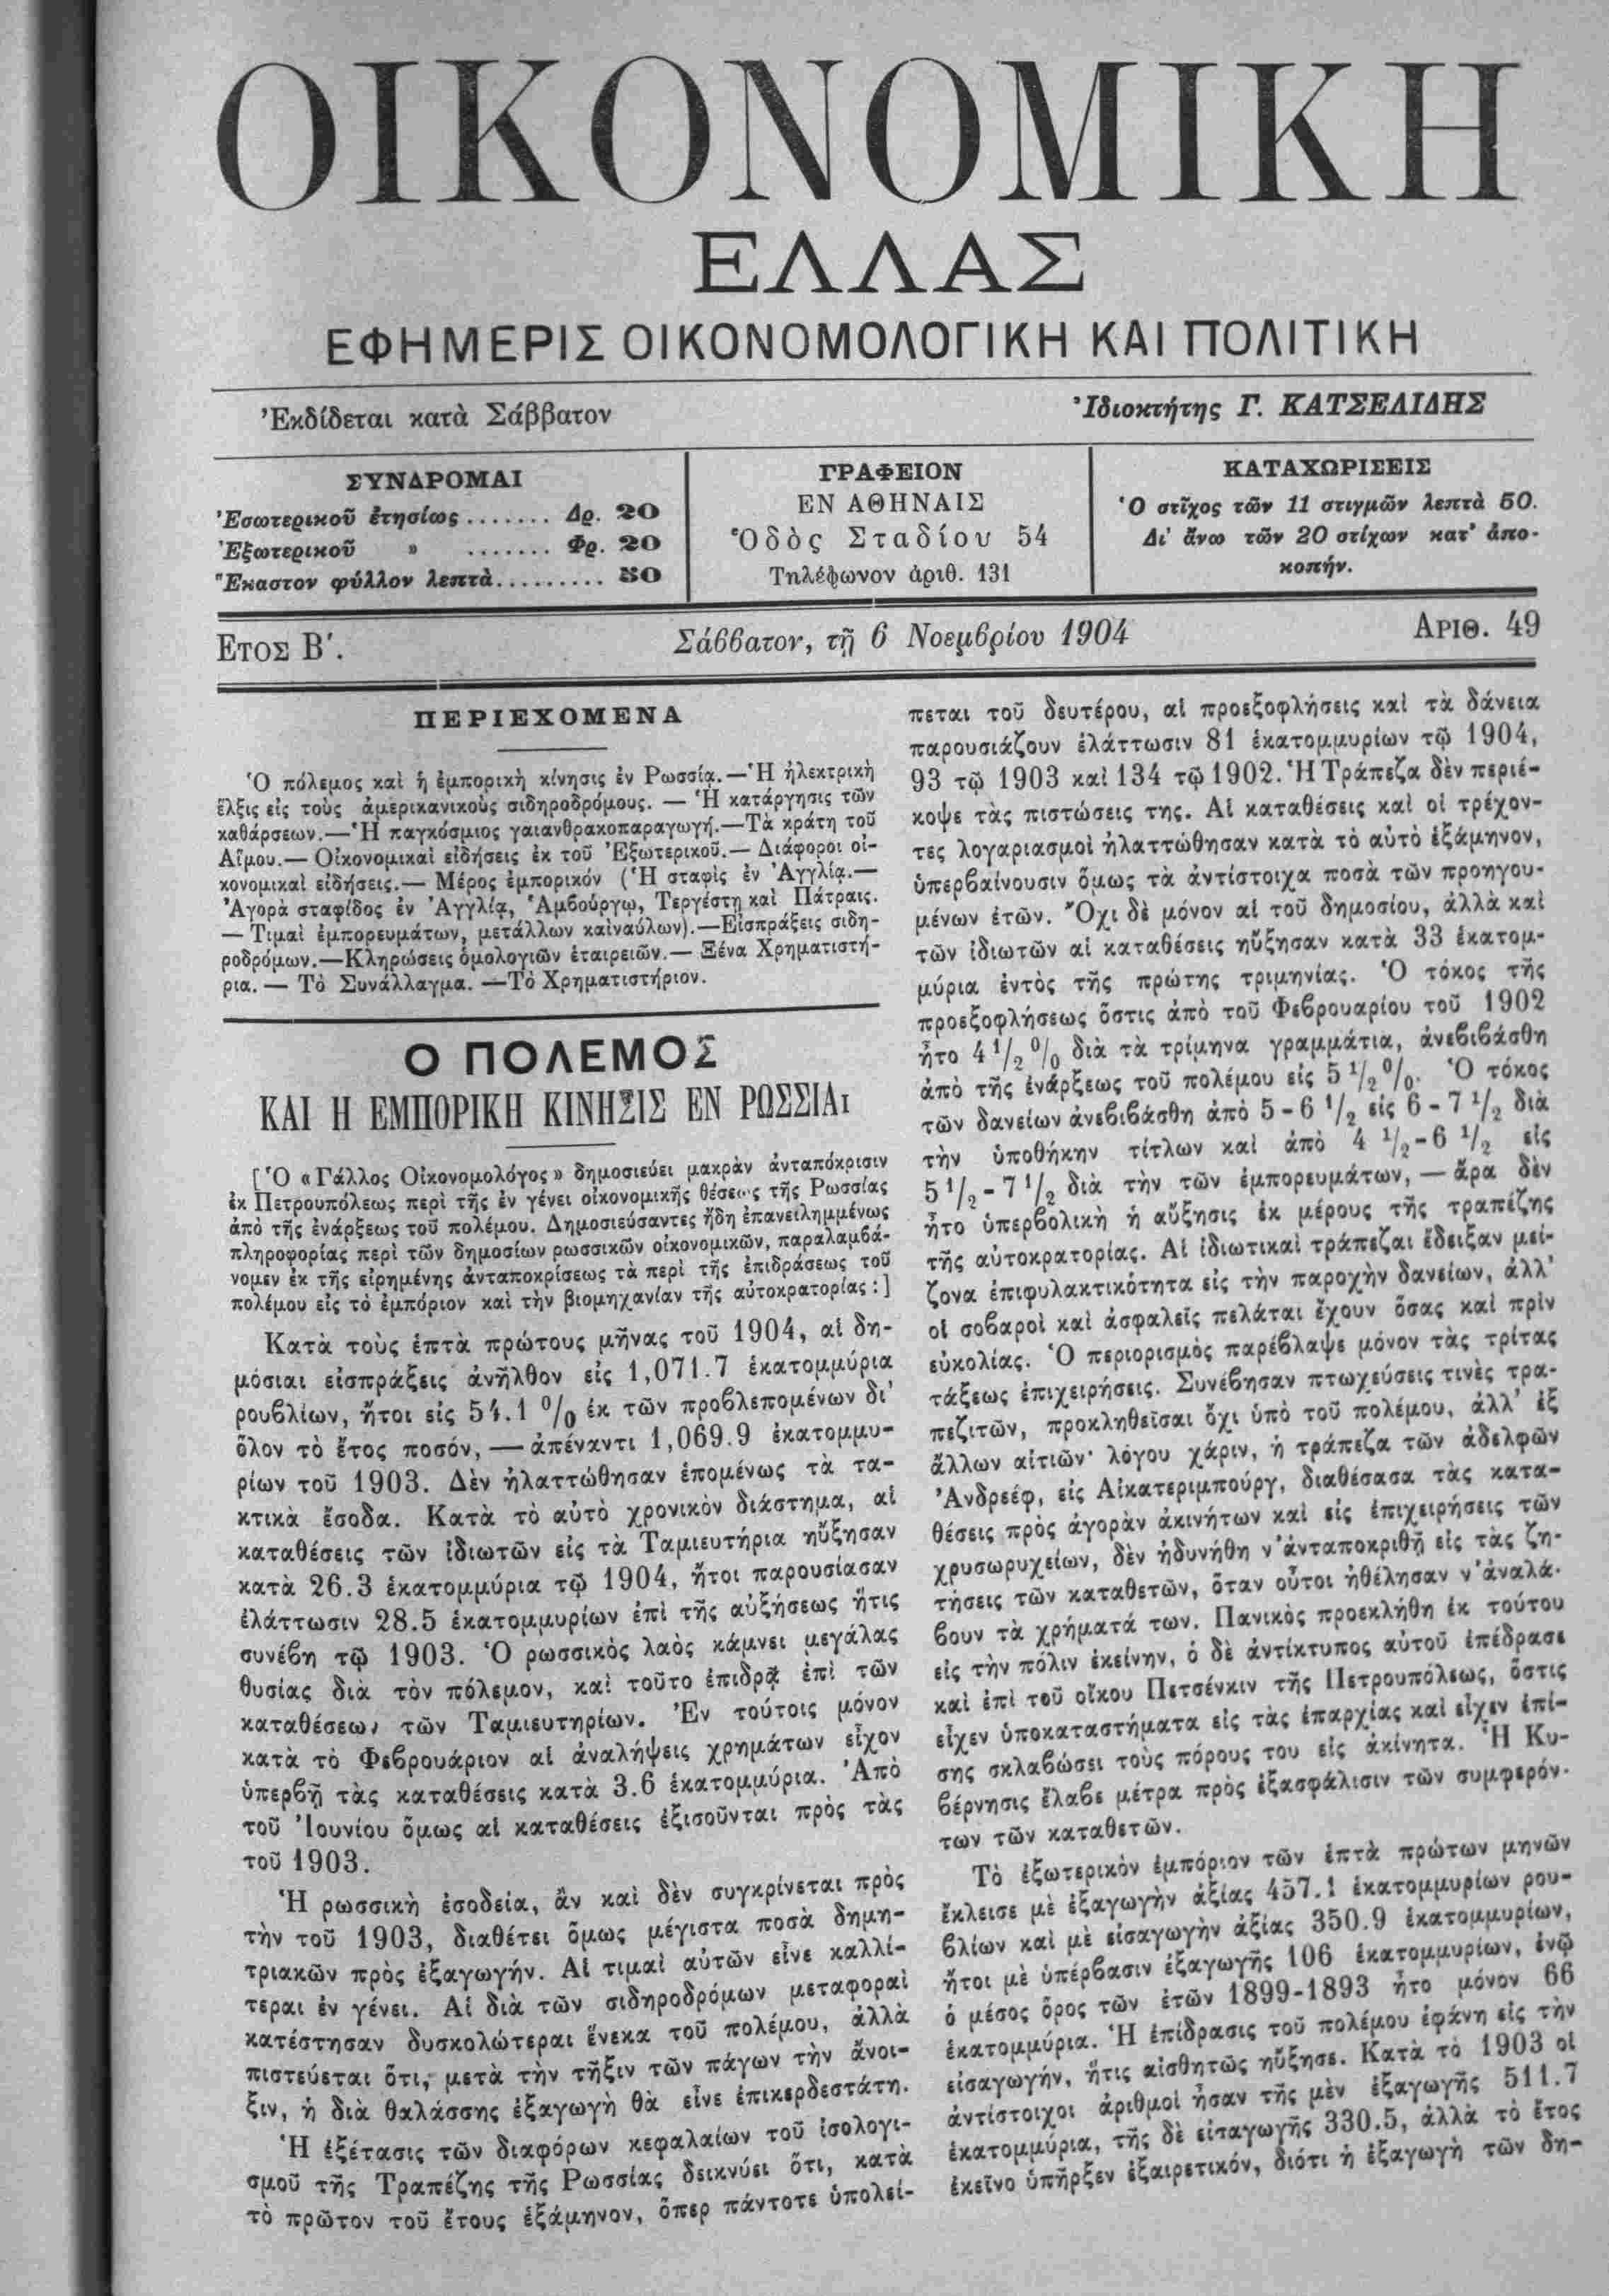 ΟΙΚΟΝΟΜΙΚΗ
ΕΛΛΑΣ
ΕΦΗΜΕΡΙΣ ΟΙΚΟΝΟΜΟΛΟΓΙΚΗ ΚΑΙ ΠΟΛΙΤΙΚΗ
Ἐκδίδεται κατὰ Σάββατον
Ἰδιοκτήτης Γ. ΚΑΤΣΕΛΙΔΗΣ
ΣΥΝΔΡΟΜΑΙ
Ἐσωτερικοῦ ἐτησίως ....... Δρ. 20
Ἐξωτερικοῦ » ....... Φρ. 20
Ἕκαστον φύλλον λεπτὰ ......... 50
ΓΡΑΦΕΙΟΝ
ΕΝ ΑΘΗΝΑΙΣ
Ὁδὸς Σταδίου 54
Τηλέφωνον ἀριθ. 131
ΚΑΤΑΧΩΡΙΣΕΙΣ
Ὁ στῖχος τῶν 11 στιγμῶν λεπτὰ 50.
Δι' ἄνω τῶν 20 στίχων κατ' ἀπο-
κοπήν.
ΕΤΟΣ Β'.
Σάββατον, τῇ 6 Νοεμβρίου 1904
ΑΡΙΘ. 49
ΠΕΡΙΕΧΟΜΕΝΑ
Ὁ πόλεμος καὶ ἡ ἐμπορικὴ κίνησις ἐν Ρωσσίᾳ.—Ἡ ἠλεκτρικὴ
ἕλξις εἰς τοὺς ἀμερικανικοὺς σιδηροδρόμους. — Ἡ κατάργησις τῶν
καθάρσεων.—Ἡ παγκόσμιος γαιανθρακοπαραγωγή.—Τὰ κράτη τοῦ
Αἵμου.— Οἰκονομικαὶ εἰδήσεις ἐκ τοῦ Ἐξωτερικοῦ.— Διάφοροι οἰ-
κονομικαὶ εἰδήσεις.— Μέρος ἐμπορικόν (Ἡ σταφὶς ἐν Ἀγγλίᾳ.—
Ἀγορὰ σταφίδος ἐν Ἀγγλίᾳ, Ἁμβούργῳ, Τεργέστῃ καὶ Πάτραις.
— Τιμαὶ ἐμπορευμάτων, μετάλλων καὶναύλων).—Εἰσπράξεις σιδη-
ροδρόμων.—Κληρώσεις ὁμολογιῶν ἑταιρειῶν.— Ξένα Χρηματιστή-
ρια. — Τὸ Συνάλλαγμα. —Τὸ Χρηματιστήριον.
Ο ΠΟΛΕΜΟΣ
ΚΑΙ Η ΕΜΠΟΡΙΚΗ ΚΙΝΗΣΙΣ ΕΝ ΡΩΣΣΙΑι
[Ὁ «Γάλλος Οἰκονομολόγος» δημοσιεύει μακρὰν ἀνταπόκρισιν
ἐκ Πετρουπόλεως περὶ τῆς ἐν γένει οἰκονομικῆς θέσεως τῆς Ρωσσίας
ἀπὸ τῆς ἐνάρξεως τοῦ πολέμου. Δημοσιεύσαντες ἤδη ἐπανειλημμένως
πληροφορίας περὶ τῶν δημοσίων ρωσσικῶν οἰκονομικῶν, παραλαμβά-
νομεν ἐκ τῆς εἰρημένης ἀνταποκρίσεως τὰ περὶ τῆς ἐπιδράσεως τοῦ
πολέμου εἰς τὸ ἐμπόριον καὶ τὴν βιομηχανίαν τῆς αὐτοκρατορίας :]
Κατὰ τοὺς ἑπτὰ πρώτους μῆνας τοῦ 1904, αἱ δη-
μόσιαι εἰσπράξεις ἀνῆλθον εἰς 1,071.7 ἑκατομμύρια
ρουβλίων, ἤτοι εἰς 54.1 % ἐκ τῶν προβλεπομένων δι'
ὅλον τὸ ἔτος ποσόν, — ἀπέναντι 1,069.9 ἑκατομμυ-
ρίων τοῦ 1903. Δὲν ἠλαττώθησαν ἑπομένως τὰ τα-
κτικὰ ἔσοδα. Κατὰ τὸ αὐτὸ χρονικὸν διάστημα, αἱ
καταθέσεις τῶν ἰδιωτῶν εἰς τὰ Ταμιευτήρια ηὔξησαν
κατὰ 26.3 ἑκατομμύρια τῷ 1904, ἤτοι παρουσίασαν
ἐλάττωσιν 28.5 ἑκατομμυρίων ἐπὶ τῆς αὐξήσεως ἥτις
συνέβη τῷ 1903. Ὁ ρωσσικὸς λαὸς κάμνει μεγάλας
θυσίας διὰ τὸν πόλεμον, καὶ τοῦτο ἐπιδρᾷ ἐπὶ τῶν
καταθέσεων τῶν Ταμιευτηρίων. Ἐν τούτοις μόνον
κατὰ τὸ Φεβρουάριον αἱ ἀναλήψεις χρημάτων εἶχον
ὑπερβῆ τὰς καταθέσεις κατὰ 3.6 ἑκατομμύρια. Ἀπὸ
τοῦ Ἰουνίου ὅμως αἱ καταθέσεις ἐξισοῦνται πρὸς τὰς
τοῦ 1903.
Ἡ ρωσσικὴ ἐσοδεία, ἂν καὶ δὲν συγκρίνεται πρὸς
τὴν τοῦ 1903, διαθέτει ὅμως μέγιστα ποσὰ δημη-
τριακῶν πρὸς ἐξαγωγήν. Αἱ τιμαὶ αὐτῶν εἶνε καλλί-
τεραι ἐν γένει. Αἱ διὰ τῶν σιδηροδρόμων μεταφοραὶ
κατέστησαν δυσκολώτεραι ἕνεκα τοῦ πολέμου, ἀλλὰ
πιστεύεται ὅτι, μετὰ τὴν τῆξιν τῶν πάγων τὴν ἄνοι-
ξιν, ἡ διὰ θαλάσσης ἐξαγωγὴ θὰ εἶνε ἐπικερδεστάτη.
Ἡ ἐξέτασις τῶν διαφόρων κεφαλαίων τοῦ ἰσολογι-
σμοῦ τῆς Τραπέζης τῆς Ρωσσίας δεικνύει ὅτι, κατὰ
τὸ πρῶτον τοῦ ἔτους ἑξάμηνον, ὅπερ πάντοτε ὑπολεί-
πεται τοῦ δευτέρου, αἱ προεξοφλήσεις καὶ τὰ δάνεια
παρουσιάζουν ἐλάττωσιν 81 ἑκατομμυρίων τῷ 1904,
93 τῷ 1903 καὶ 134 τῷ 1902. Ἡ Τράπεζα δὲν περιέ-
κοψε τὰς πιστώσεις της. Αἱ καταθέσεις καὶ οἱ τρέχον-
τες λογαριασμοὶ ἠλαττώθησαν κατὰ τὸ αὐτὸ ἑξάμηνον,
ὑπερβαίνουσιν ὅμως τὰ ἀντίστοιχα ποσὰ τῶν προηγου-
μένων ἐτῶν. Ὄχι δὲ μόνον αἱ τοῦ δημοσίου, ἀλλὰ καὶ
τῶν ἰδιωτῶν αἱ καταθέσεις ηὔξησαν κατὰ 33 ἑκατομ-
μύρια ἐντὸς τῆς πρώτης τριμηνίας. Ὁ τόκος τῆς
προεξοφλήσεως ὅστις ἀπὸ τοῦ Φεβρουαρίου τοῦ 1902
ἦτο 4 1/2 % διὰ τὰ τρίμηνα γραμμάτια, ἀνεβιβάσθη
ἀπὸ τῆς ἐνάρξεως τοῦ πολέμου εἰς 5 1/2 %. Ὁ τόκος
τῶν δανείων ἀνεβιβάσθη ἀπὸ 5 - 6 1/2 εἰς 6 - 7 1/2 διὰ
τὴν ὑποθήκην τίτλων καὶ ἀπὸ 4 1/2-6 1/2 εἰς
5 1/2 - 7 1/2 διὰ τὴν τῶν ἐμπορευμάτων, — ἄρα δὲν
ἦτο ὑπερβολικὴ ἡ αὔξησις ἐκ μέρους τῆς τραπέζης
τῆς αὐτοκρατορίας. Αἱ ἰδιωτικαὶ τράπεζαι ἔδειξαν μεί-
ζονα ἐπιφυλακτικότητα εἰς τὴν παροχὴν δανείων, ἀλλ'
οἱ σοβαροὶ καὶ ἀσφαλεῖς πελάται ἔχουν ὅσας καὶ πρὶν
εὐκολίας. Ὁ περιορισμὸς παρέβλαψε μόνον τὰς τρίτας
τάξεως ἐπιχειρήσεις. Συνέβησαν πτωχεύσεις τινὲς τρα-
πεζιτῶν, προκληθεῖσαι ὄχι ὑπὸ τοῦ πολέμου, ἀλλ' ἐξ
ἄλλων αἰτιῶν· λόγου χάριν, ἡ τράπεζα τῶν ἀδελφῶν
Ἀνδρεέφ, εἰς Αἰκατεριμπούργ, διαθέσασα τὰς κατα-
θέσεις πρὸς ἀγορὰν ἀκινήτων καὶ εἰς ἐπιχειρήσεις τῶν
χρυσωρυχείων, δὲν ἠδυνήθη ν' ἀνταποκριθῇ εἰς τὰς ζη-
τήσεις τῶν καταθετῶν, ὅταν οὗτοι ἠθέλησαν ν' ἀναλά-
βουν τὰ χρήματά των. Πανικὸς προεκλήθη ἐκ τούτου
εἰς τὴν πόλιν ἐκείνην, ὁ δὲ ἀντίκτυπος αὐτοῦ ἐπέδρασε
καὶ ἐπὶ τοῦ οἴκου Πετσένκιν τῆς Πετρουπόλεως, ὅστις
εἶχεν ὑποκαταστήματα εἰς τὰς ἐπαρχίας καὶ εἶχεν ἐπί-
σης σκλαβώσει τοὺς πόρους του εἰς ἀκίνητα. Ἡ Κυ-
βέρνησις ἔλαβε μέτρα πρὸς ἐξασφάλισιν τῶν συμφερόν-
των τῶν καταθετῶν.
Τὸ ἐξωτερικὸν ἐμπόριον τῶν ἑπτὰ πρώτων μηνῶν
ἔκλεισε μὲ ἐξαγωγὴν ἀξίας 457.1 ἑκατομμυρίων ρου-
βλίων καὶ μὲ εἰσαγωγὴν ἀξίας 350.9 ἑκατομμυρίων,
ἤτοι μὲ ὑπέρβασιν ἐξαγωγῆς 106 ἑκατομμυρίων, ἐνῷ
ὁ μέσος ὅρος τῶν ἐτῶν 1899-1893 ἦτο μόνον 66
ἑκατομμύρια. Ἡ ἐπίδρασις τοῦ πολέμου ἐφάνη εἰς τὴν
εἰσαγωγήν, ἥτις αἰσθητῶς ηὔξησε. Κατὰ τὸ 1903 οἱ
ἀντίστοιχοι ἀριθμοὶ ἦσαν τῆς μὲν ἐξαγωγῆς 511.7
ἑκατομμύρια, τῆς δὲ εἰσαγωγῆς 330.5, ἀλλὰ τὸ ἔτος
ἐκεῖνο ὑπῆρξεν ἐξαιρετικόν, διότι ἡ ἐξαγωγὴ τῶν δη-